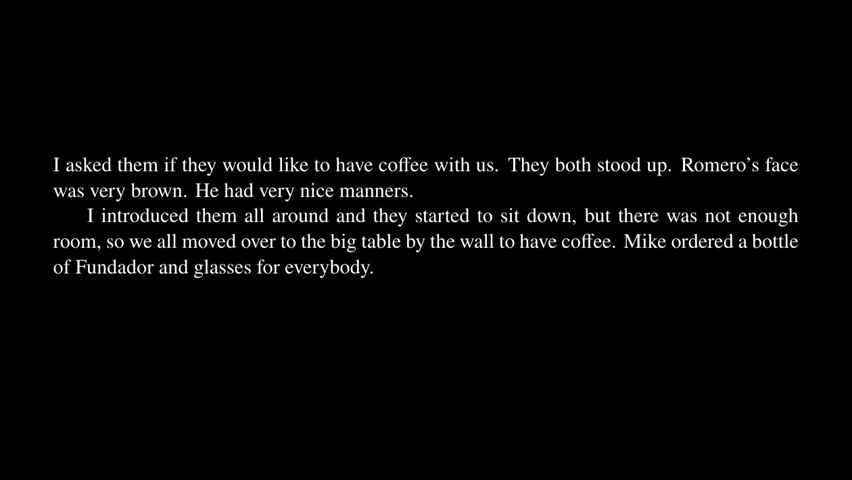 I asked them if they would like to have coffee with us. They both stood up. Romero's face
was very brown. He had very nice manners.
I introduced them all around and they started to sit down, but there was not enough
room, so we all moved over to the big table by the wall to have coffee. Mike ordered a bottle
of Fundador and glasses for everybody.